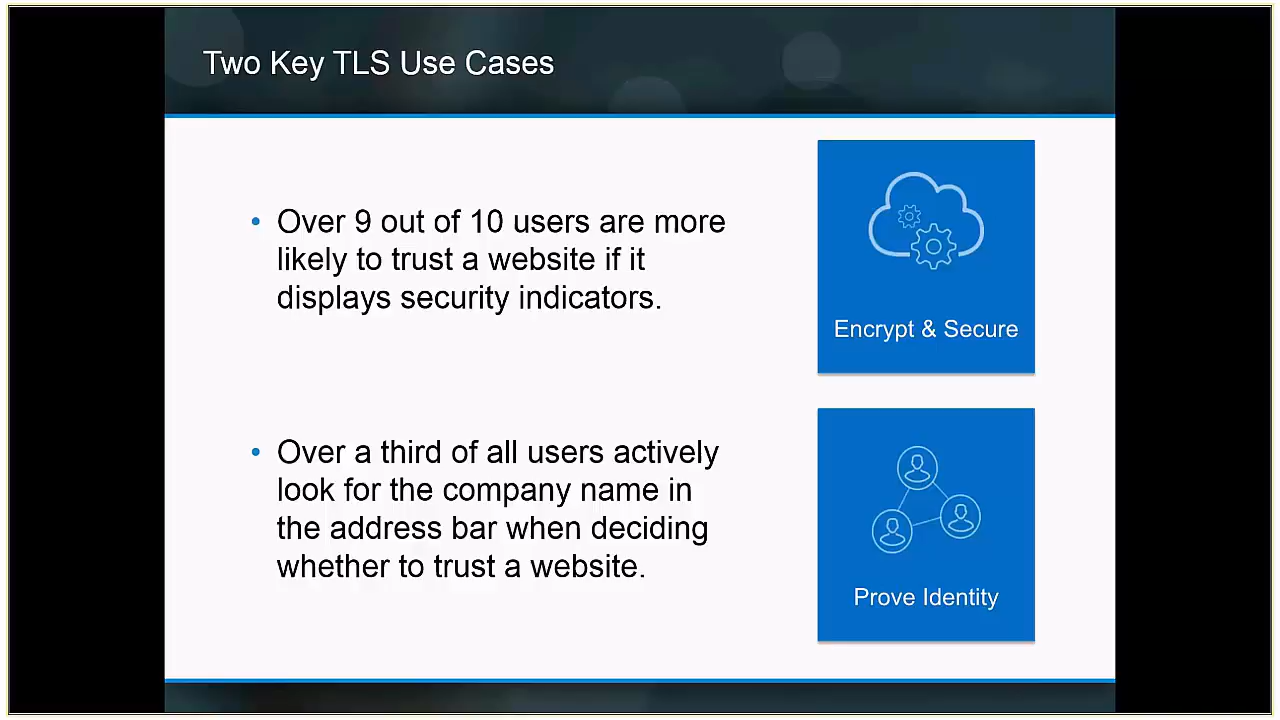 Two Key TLS Use Cases
• Over 9 out of 10 users are more
likely to trust a website if it
displays security indicators.
Encrypt & Secure
• Over a third of all users actively
look for the company name in
the address bar when deciding
whether to trust a website.
Prove Identity